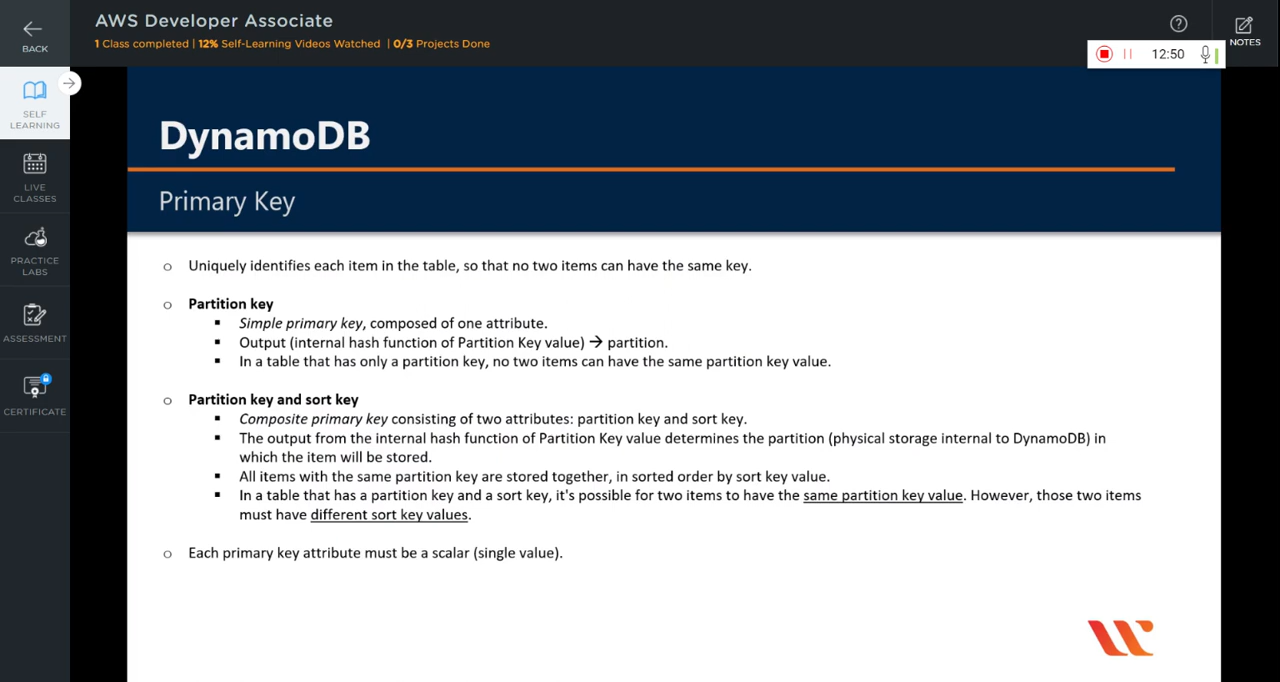 BACK
AWS Developer Associate
1 Class completed | 12% Self-Learning Videos Watched | 0/3 Projects Done
NOTES
12:50
SELF
LEARNING
LIVE
CLASSES
PRACTICE
LABS
ASSESSMENT
CERTIFICATE
DynamoDB
Primary Key
o Uniquely identifies each item in the table, so that no two items can have the same key.
o Partition key
▪ Simple primary key, composed of one attribute.
▪ Output (internal hash function of Partition Key value) → partition.
▪ In a table that has only a partition key, no two items can have the same partition key value.
o Partition key and sort key
▪ Composite primary key consisting of two attributes: partition key and sort key.
▪ The output from the internal hash function of Partition Key value determines the partition (physical storage internal to DynamoDB) in
which the item will be stored.
▪ All items with the same partition key are stored together, in sorted order by sort key value.
▪ In a table that has a partition key and a sort key, it's possible for two items to have the same partition key value. However, those two items
must have different sort key values.
o Each primary key attribute must be a scalar (single value).